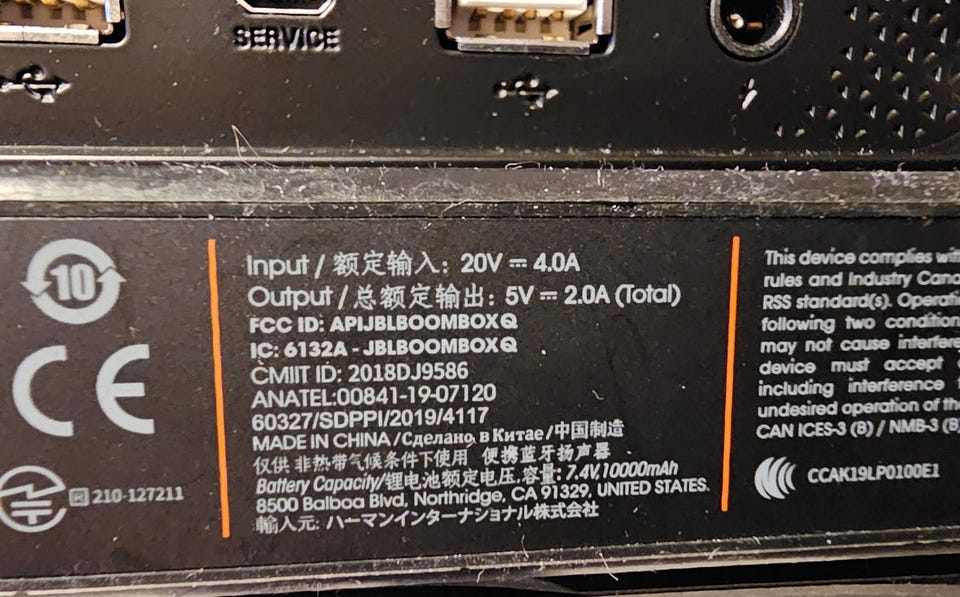 SERVICE
10
CE
210-127211
Input / 额定输入: 20V ⎓ 4.0A
Output / 总额定输出: 5V ⎓ 2.0A (Total)
FCC ID: APIJBLBOOMBOXQ
IC: 6132A - JBLBOOMBOXQ
CMIIT ID: 2018DJ9586
ANATEL:00841-19-07120
60327/SDPPI/2019/4117
MADE IN CHINA /Сделано в Китае/中国制造
仅供 非热带气候条件下使用 便携蓝牙扬声器
Battery Capacity/锂电池额定电压, 容量: 7.4V,10000mAh
8500 Balboa Blvd, Northridge, CA 91329, UNITED STATES.
輸入元: ハーマンインターナショナル株式会社
This device complies with
rules and Industry Cana
RSS standard(s). Operati
following two condition
may not cause interfere
device must accept
including interference
undesired operation of the
CAN ICES-3 (B) / NMB-3 (B)
CCAK19LP0100E1